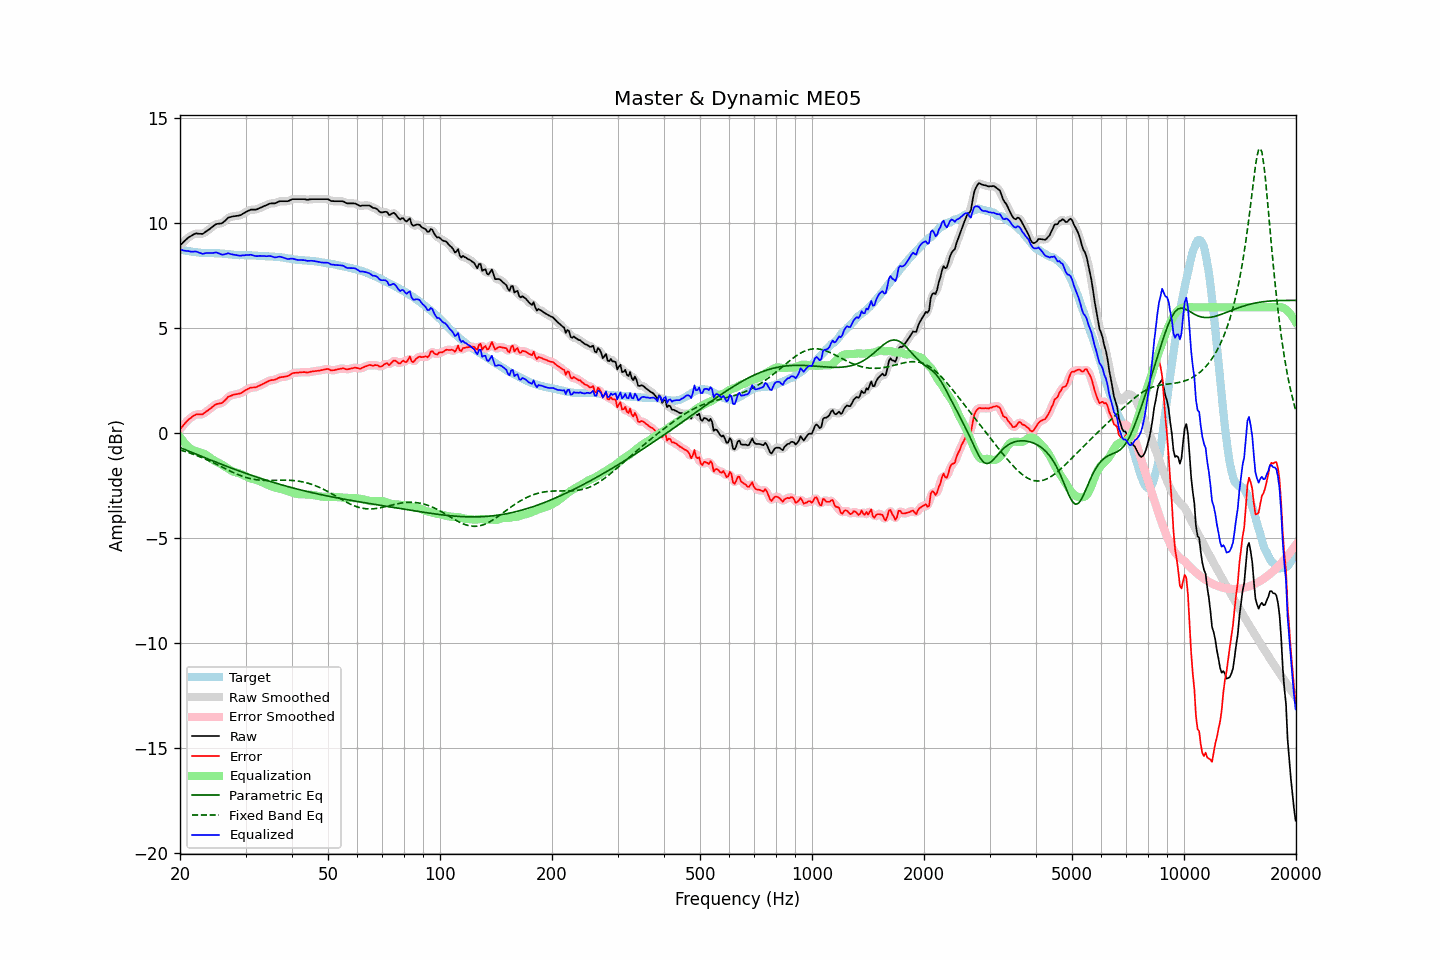 Master & Dynamic ME05
15
10
5
0
−5
−10
−15
−20
Amplitude (dBr)
Target
Raw Smoothed
Error Smoothed
Raw
Error
Equalization
Parametric Eq
Fixed Band Eq
Equalized
20 50 100 200 500 1000 2000 5000 10000 20000
Frequency (Hz)